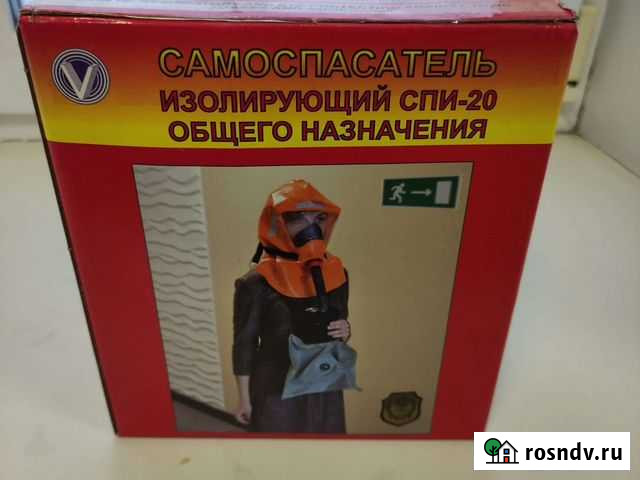 V
САМОСПАСАТЕЛЬ
ИЗОЛИРУЮЩИЙ СПИ-20
ОБЩЕГО НАЗНАЧЕНИЯ
rosndv.ru